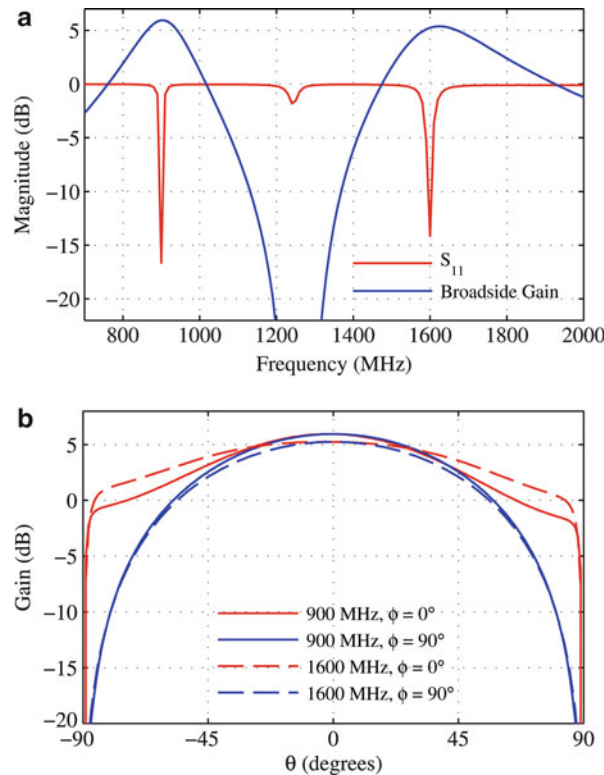 a
5
0
−5
−10
−15
−20
Magnitude (dB)
S11
Broadside Gain
800 1000 1200 1400 1600 1800 2000
Frequency (MHz)
b
5
0
−5
−10
−15
−20
Gain (dB)
900 MHz, ϕ = 0°
900 MHz, ϕ = 90°
1600 MHz, ϕ = 0°
1600 MHz, ϕ = 90°
−90 −45 0 45 90
θ (degrees)